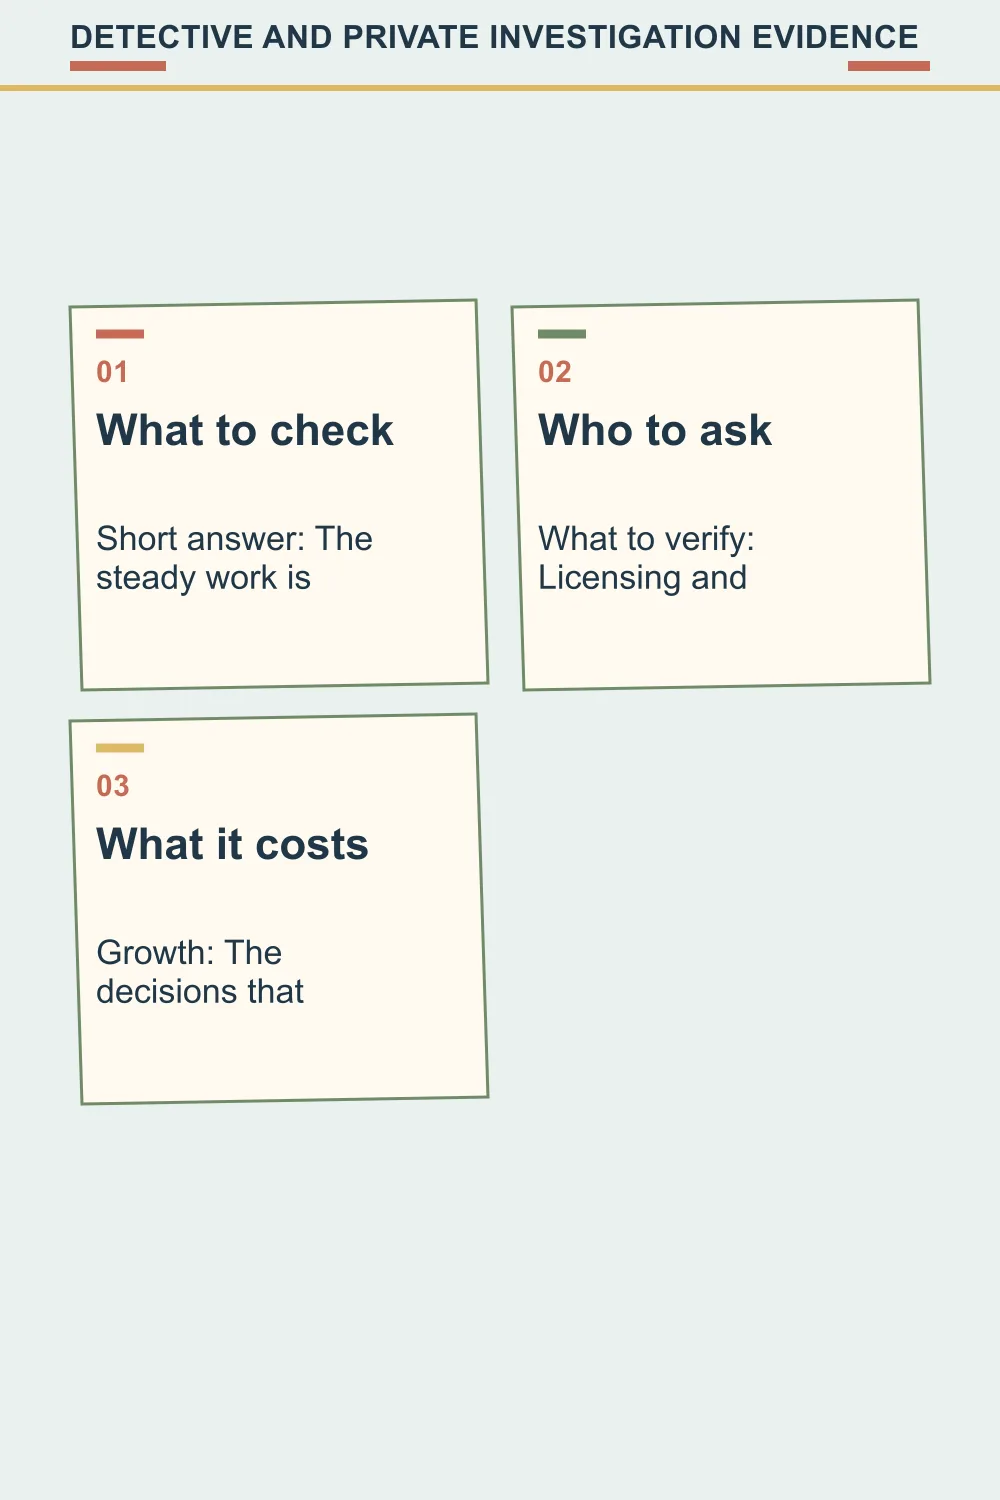 DETECTIVE AND PRIVATE INVESTIGATION EVIDENCE
01
What to check
Short answer: The
steady work is
02
Who to ask
What to verify:
Licensing and
03
What it costs
Growth: The
decisions that